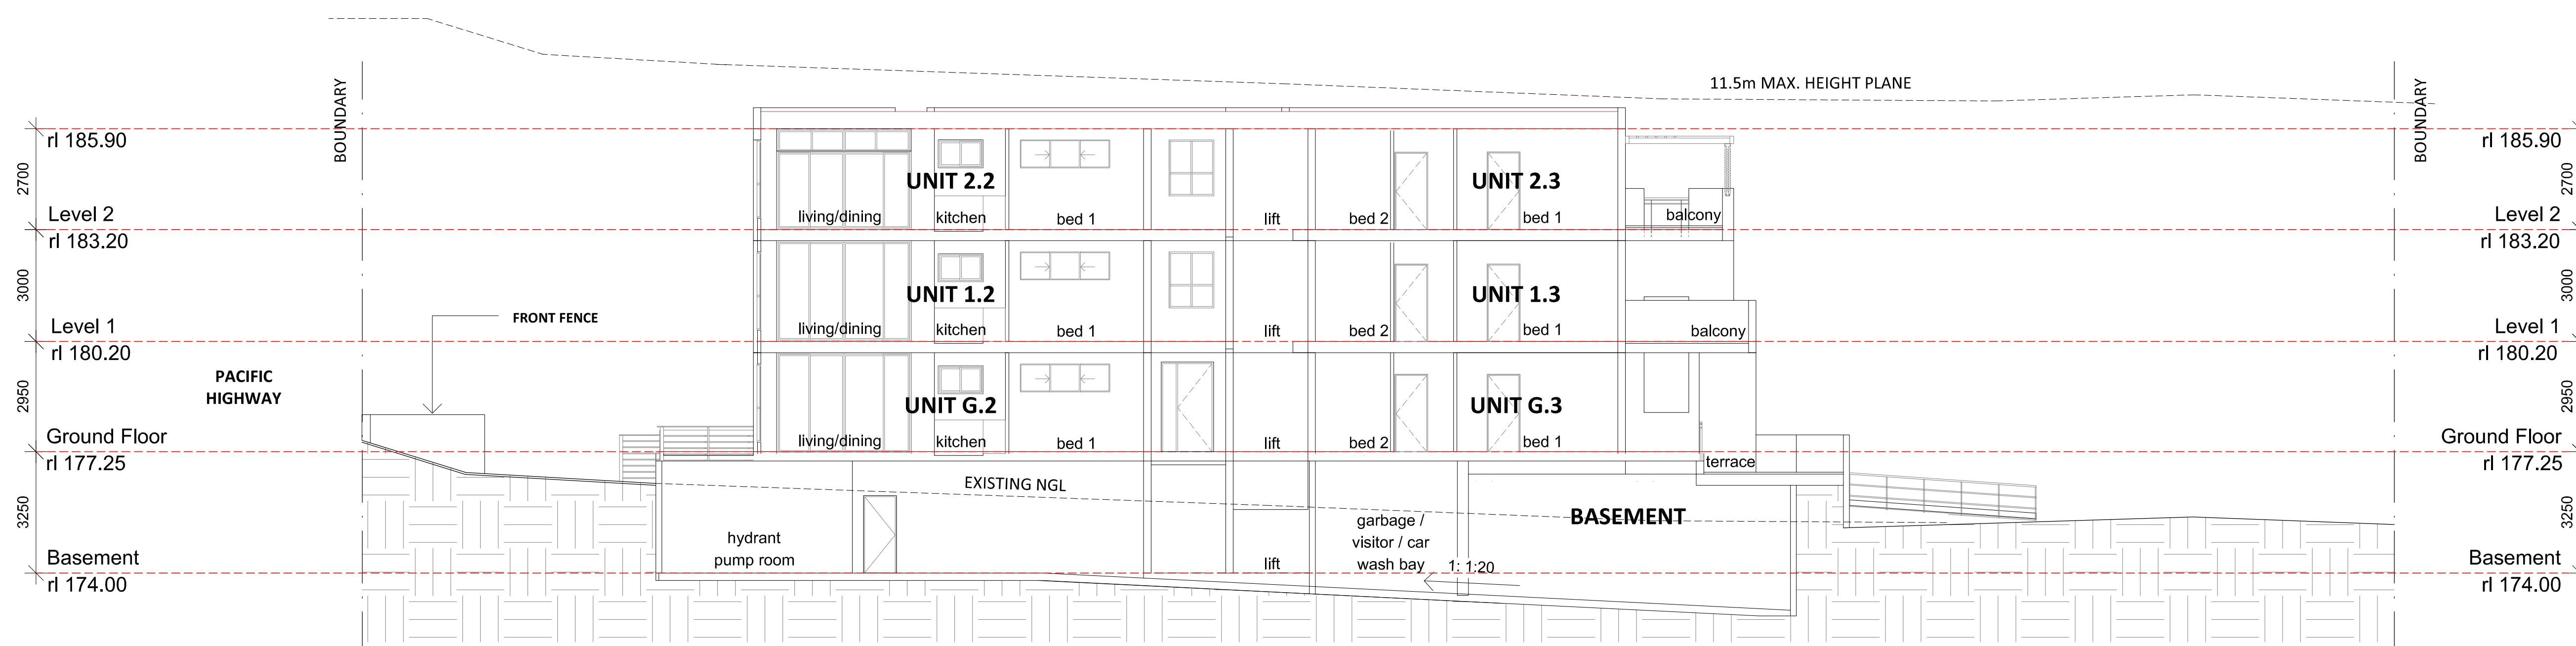 11.5m MAX. HEIGHT PLANE
BOUNDARY
BOUNDARY
rl 185.90
rl 185.90
2700
2700
UNIT 2.2
UNIT 2.3
Level 2
living/dining
kitchen
bed 1
lift
bed 2
bed 1
balcony
Level 2
rl 183.20
rl 183.20
3000
3000
UNIT 1.2
UNIT 1.3
FRONT FENCE
Level 1
living/dining
kitchen
bed 1
lift
bed 2
bed 1
balcony
Level 1
rl 180.20
rl 180.20
PACIFIC
HIGHWAY
2950
2950
UNIT G.2
UNIT G.3
Ground Floor
living/dining
kitchen
bed 1
lift
bed 2
bed 1
Ground Floor
rl 177.25
terrace
rl 177.25
EXISTING NGL
3250
3250
BASEMENT
hydrant
pump room
garbage /
visitor / car
wash bay
Basement
lift
1: 1:20
Basement
rl 174.00
rl 174.00